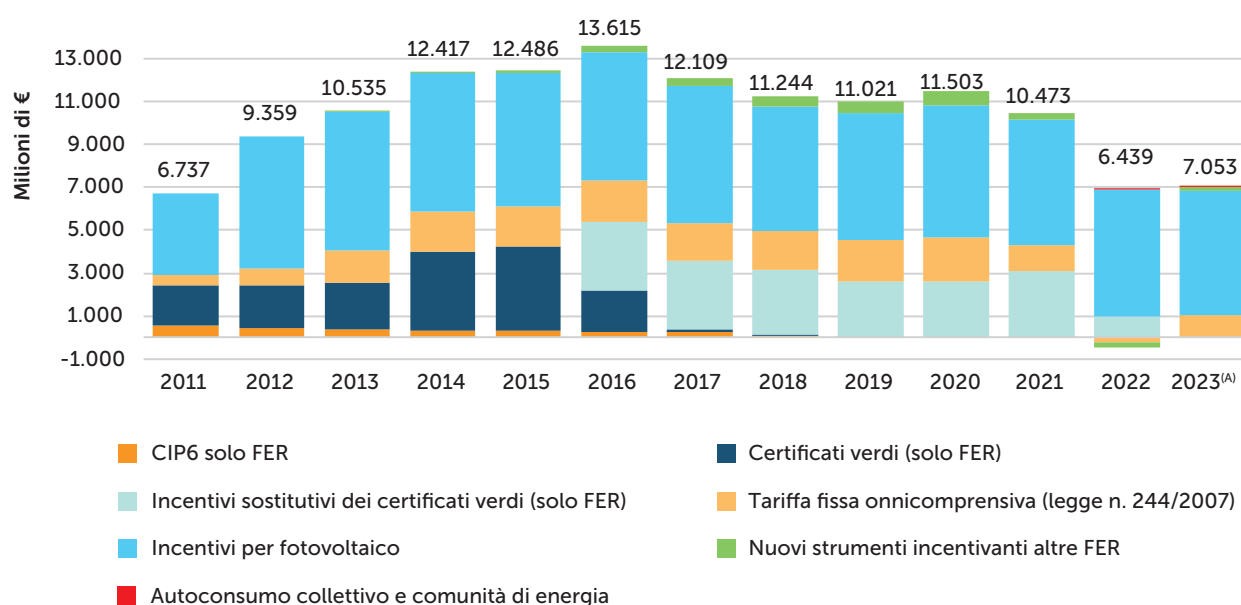 13.615
12.417
12.486
12.109
11.503
11.244
11.021
10.535
10.473
9.359
6.737
6.439
7.053
Milioni di €
13.000
11.000
9.000
7.000
5.000
3.000
1.000
-1.000
2011 2012 2013 2014 2015 2016 2017 2018 2019 2020 2021 2022 2023(A)
CIP6 solo FER
Certificati verdi (solo FER)
Incentivi sostitutivi dei certificati verdi (solo FER)
Tariffa fissa onnicomprensiva (legge n. 244/2007)
Incentivi per fotovoltaico
Nuovi strumenti incentivanti altre FER
Autoconsumo collettivo e comunità di energia